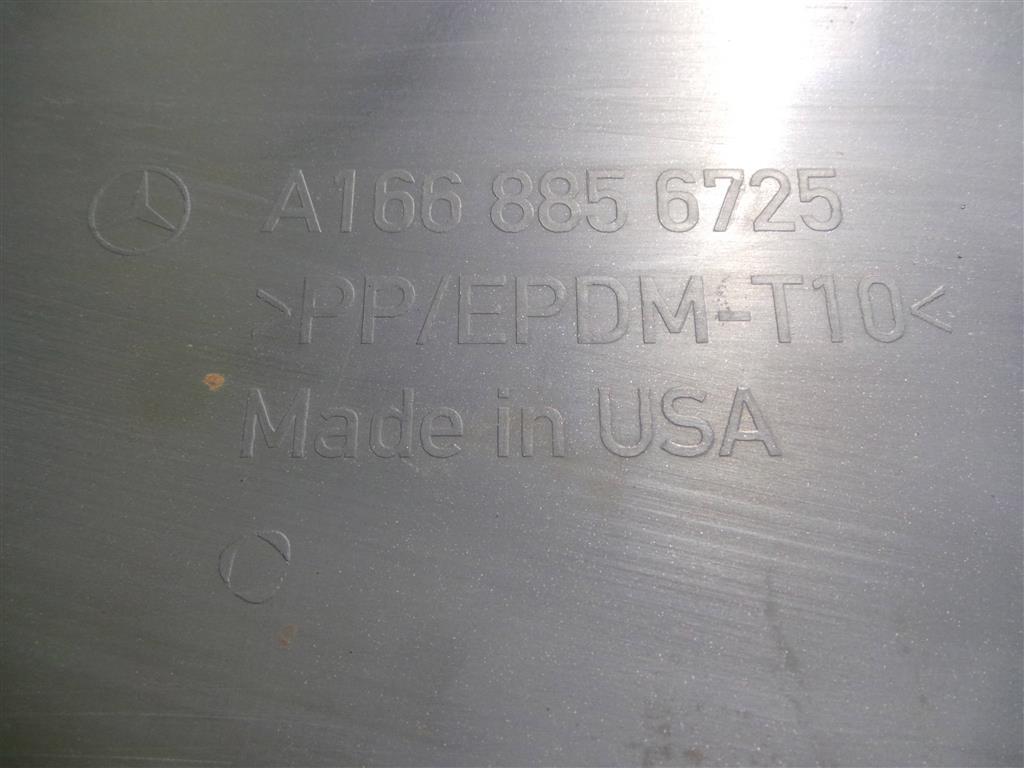 A166 885 6725
>PP/EPDM-T10<
Made in USA